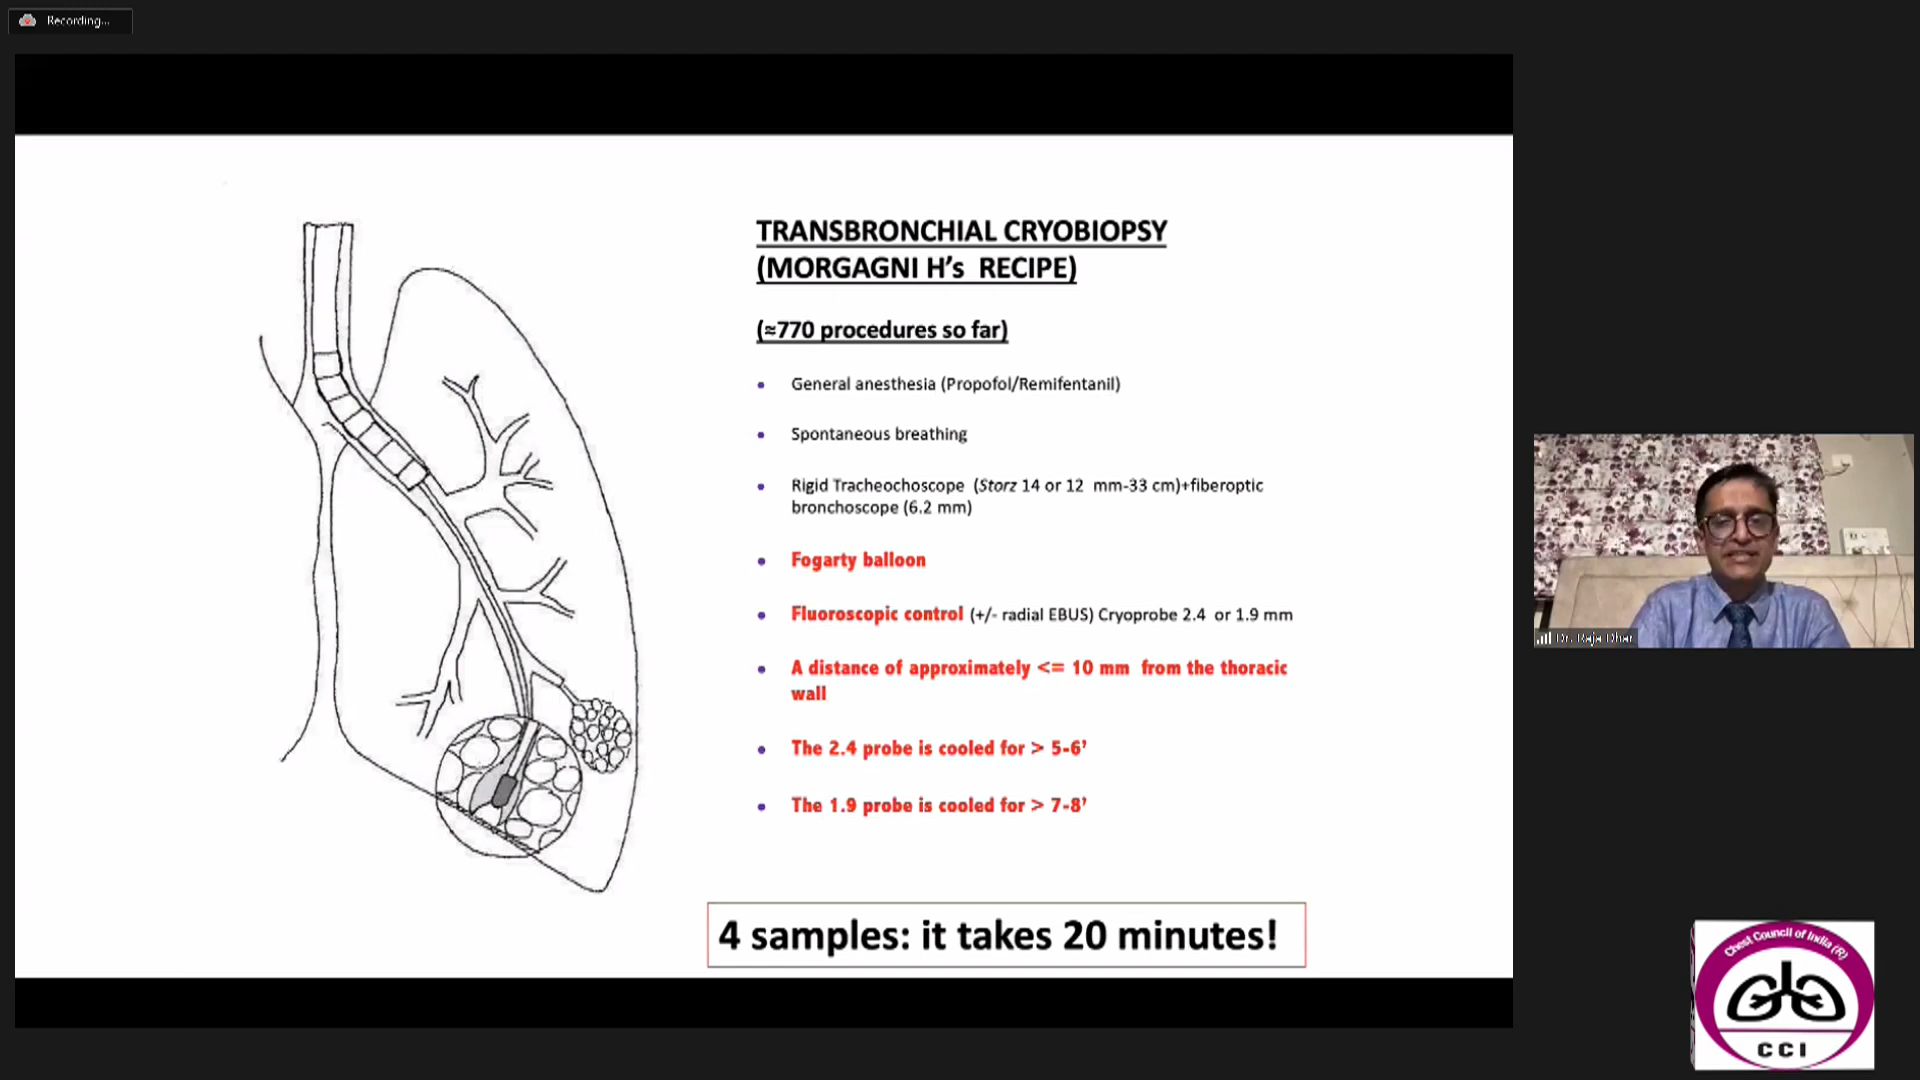 Recording...
TRANSBRONCHIAL CRYOBIOPSY
(MORGAGNI H’s RECIPE)
(≈770 procedures so far)
• General anesthesia (Propofol/Remifentanil)
• Spontaneous breathing
• Rigid Tracheochoscope (Storz 14 or 12 mm-33 cm)+fiberoptic
bronchoscope (6.2 mm)
• Fogarty balloon
• Fluoroscopic control (+/- radial EBUS) Cryoprobe 2.4 or 1.9 mm
• A distance of approximately <= 10 mm from the thoracic
wall
• The 2.4 probe is cooled for > 5-6’
• The 1.9 probe is cooled for > 7-8’
4 samples: it takes 20 minutes!
Dr. Raja Dhar
Chest Council of India (R)
CCI